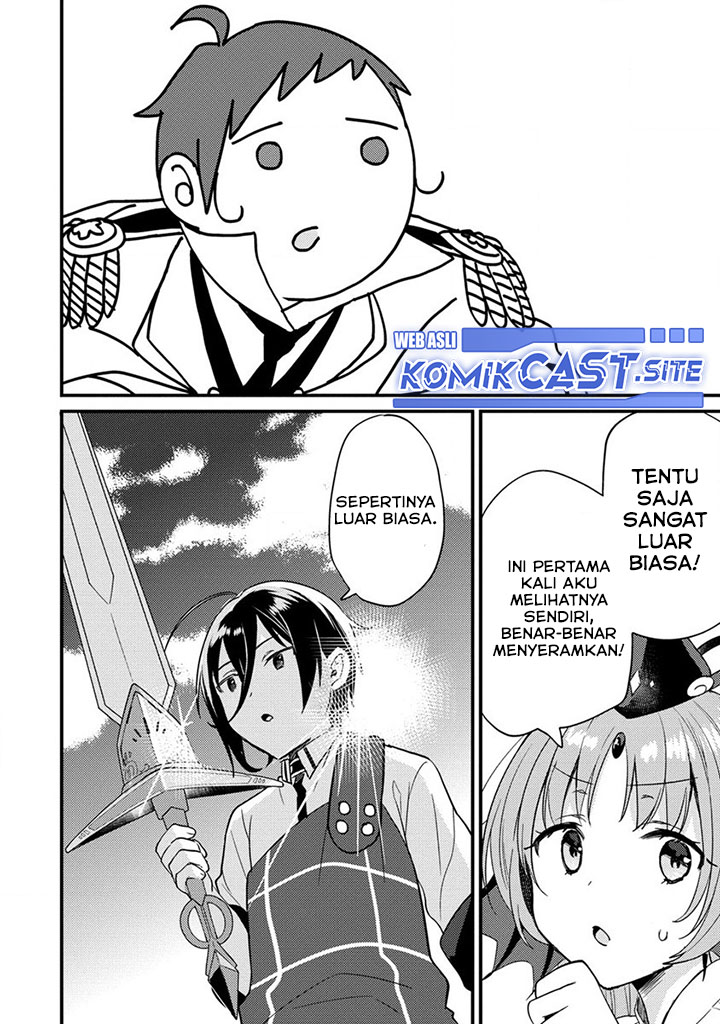 WEB ASLI
KOMIKCAST.SITE
TENTU
SAJA
SANGAT
LUAR
BIASA!
INI PERTAMA
KALI AKU
MELIHATNYA
SENDIRI,
BENAR-BENAR
MENYERAMKAN!
SEPERTINYA
LUAR BIASA.